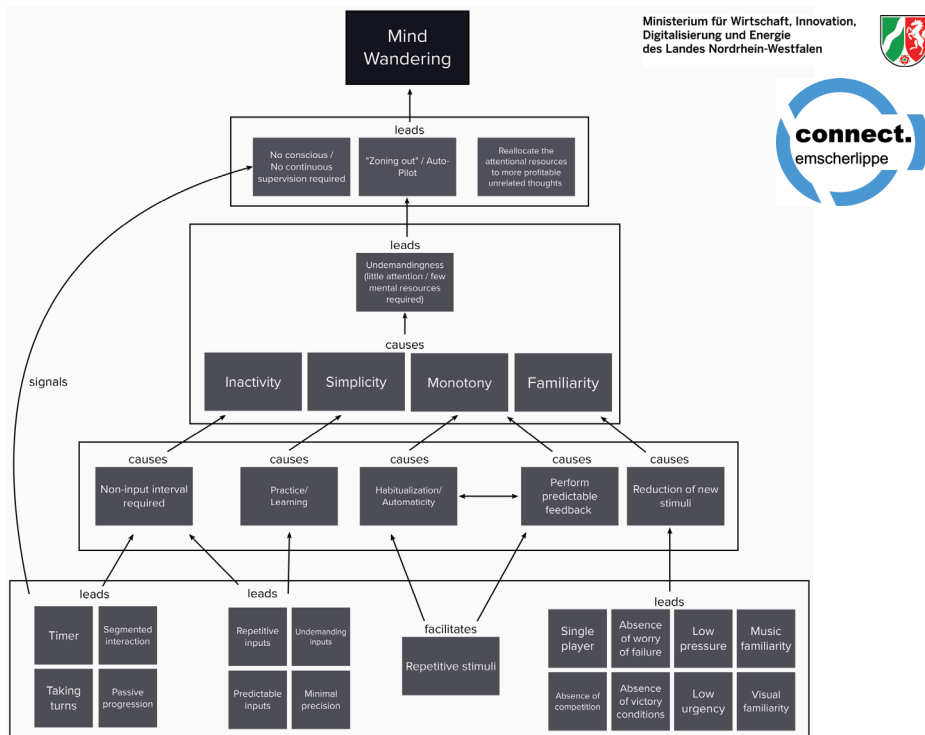 Mind
Wandering
Ministerium für Wirtschaft, Innovation,
Digitalisierung und Energie
des Landes Nordrhein-Westfalen
connect.
emscherlippe
leads
No conscious /
No continuous
supervision required
"Zoning out" / Auto-
Pilot
Reallocate the
attentional resources
to more profitable
unrelated thoughts
leads
Undemandingness
(little attention / few
mental resources
required)
causes
Inactivity
Simplicity
Monotony
Familiarity
signals
causes
causes
causes
causes
causes
Non-input interval
required
Practice/
Learning
Habitualization/
Automaticity
Perform
predictable
feedback
Reduction of new
stimuli
leads
leads
facilitates
leads
Timer
Segmented
interaction
Taking
turns
Passive
progression
Repetitive
inputs
Undemanding
inputs
Predictable
inputs
Minimal
precision
Repetitive stimuli
Single
player
Absence
of worry
of failure
Low
pressure
Music
familiarity
Absence of
competition
Absence
of victory
conditions
Low
urgency
Visual
familiarity